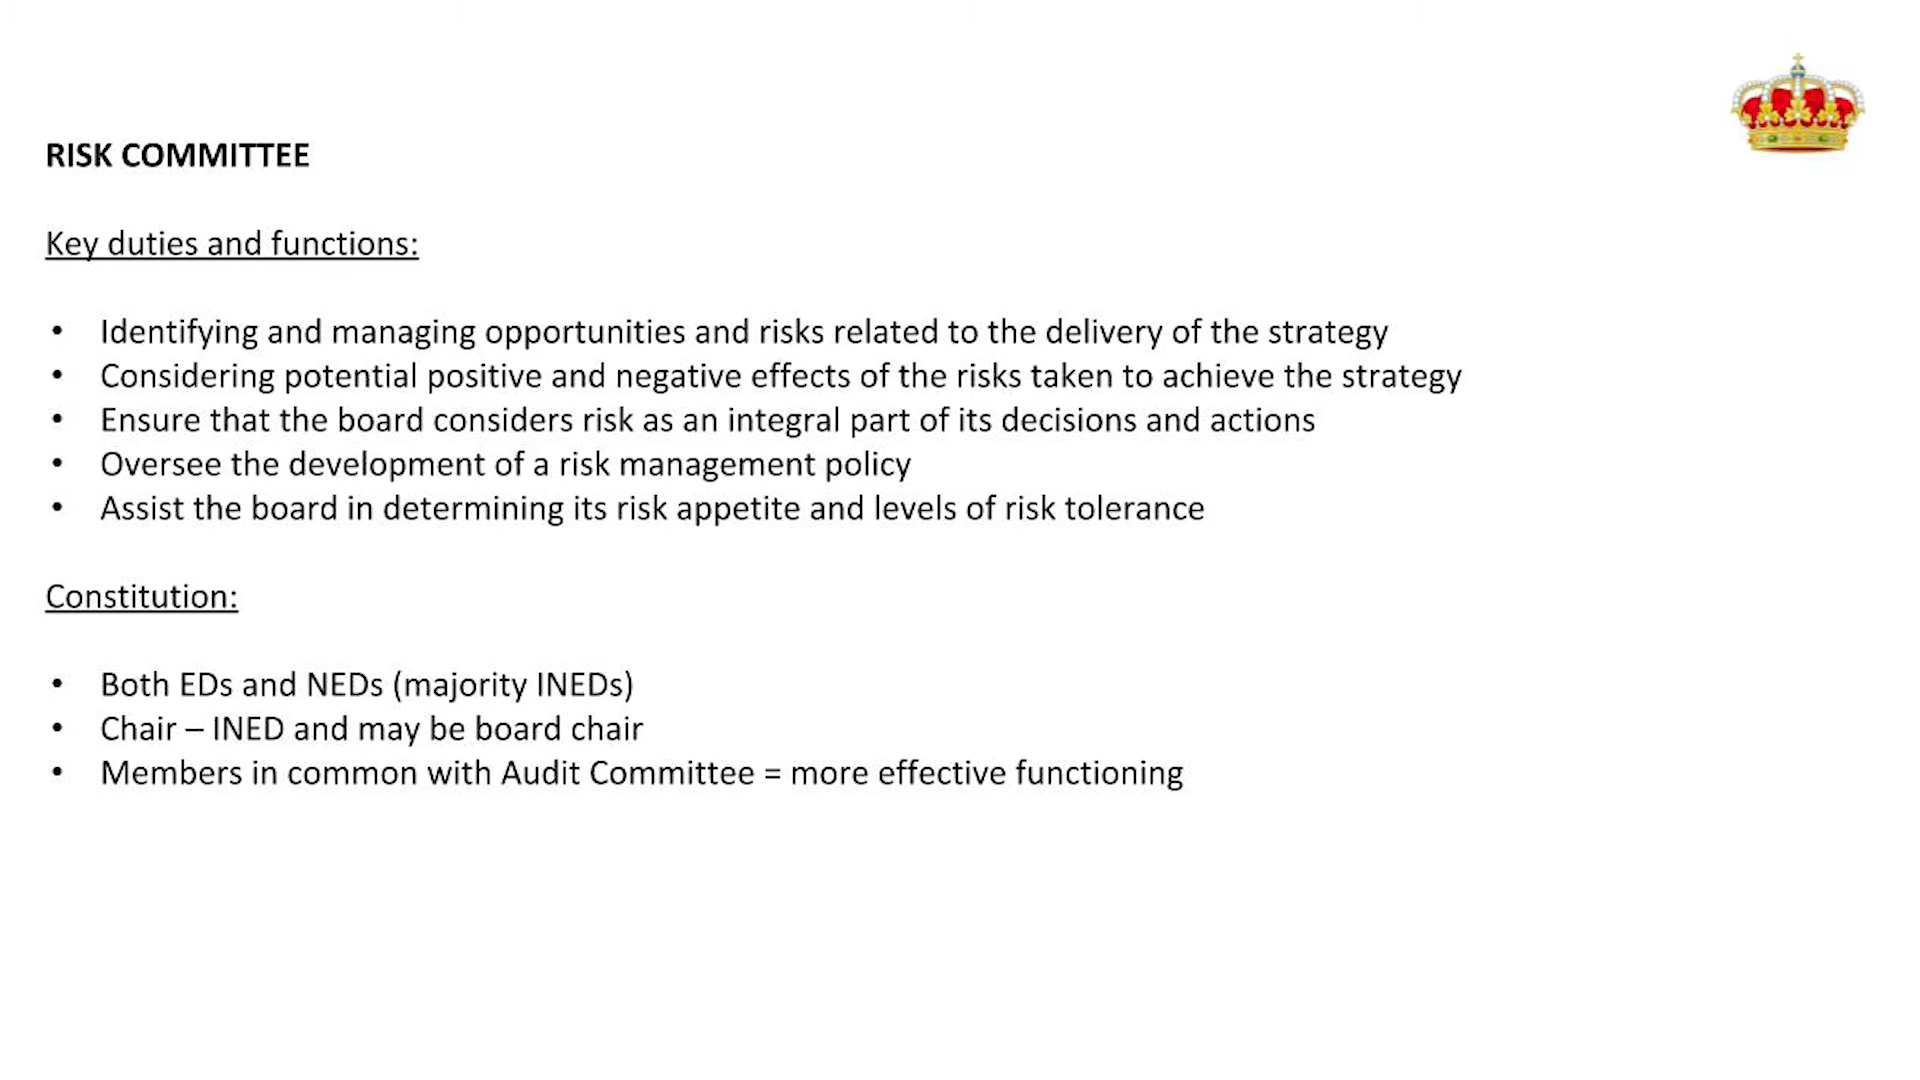 RISK COMMITTEE
Key duties and functions:
• Identifying and managing opportunities and risks related to the delivery of the strategy
• Considering potential positive and negative effects of the risks taken to achieve the strategy
• Ensure that the board considers risk as an integral part of its decisions and actions
• Oversee the development of a risk management policy
• Assist the board in determining its risk appetite and levels of risk tolerance
Constitution:
• Both EDs and NEDs (majority INEDs)
• Chair – INED and may be board chair
• Members in common with Audit Committee = more effective functioning